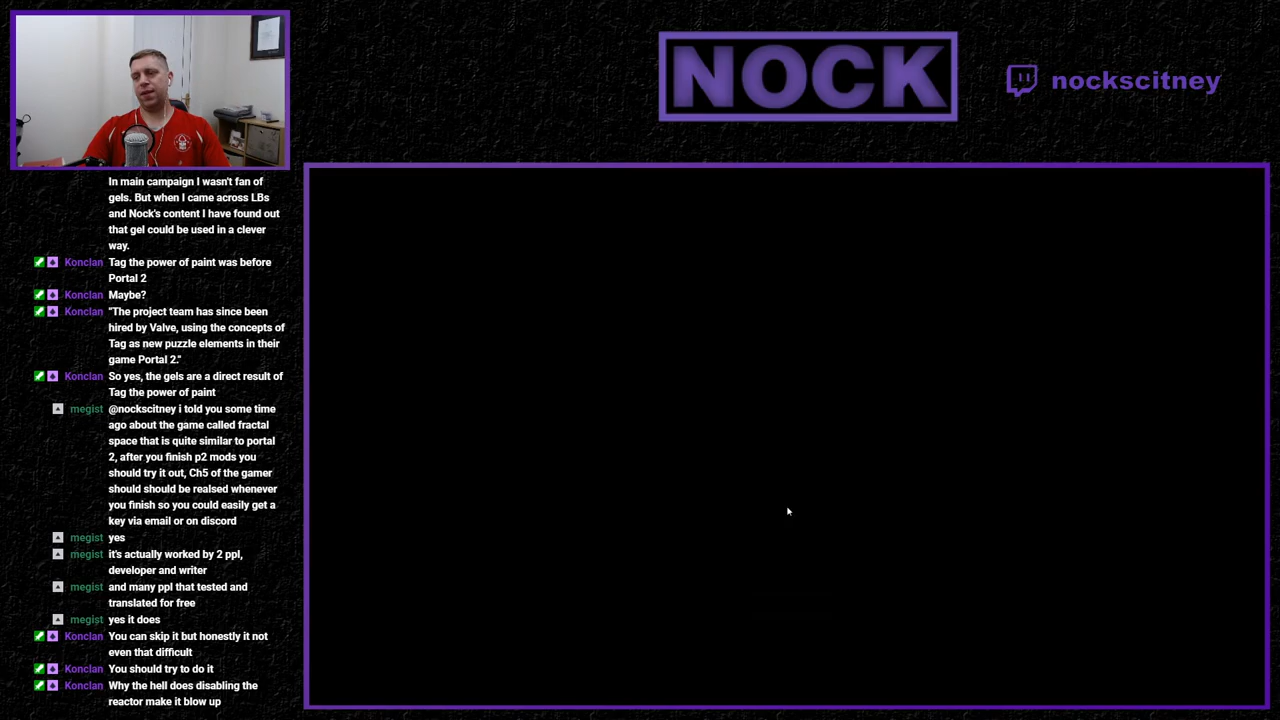 NOCK
nockscitney
In main campaign I wasn't fan of
gels. But when I came across LBs
and Nock's content I have found out
that gel could be used in a clever
way.
Konclan Tag the power of paint was before
Portal 2
Konclan Maybe?
Konclan "The project team has since been
hired by Valve, using the concepts of
Tag as new puzzle elements in their
game Portal 2."
Konclan So yes, the gels are a direct result of
Tag the power of paint
megist @nockscitney i told you some time
ago about the game called fractal
space that is quite similar to portal
2, after you finish p2 mods you
should try it out, Ch5 of the gamer
should should be realsed whenever
you finish so you could easily get a
key via email or on discord
megist yes
megist it's actually worked by 2 ppl,
developer and writer
megist and many ppl that tested and
translated for free
megist yes it does
Konclan You can skip it but honestly it not
even that difficult
Konclan You should try to do it
Konclan Why the hell does disabling the
reactor make it blow up